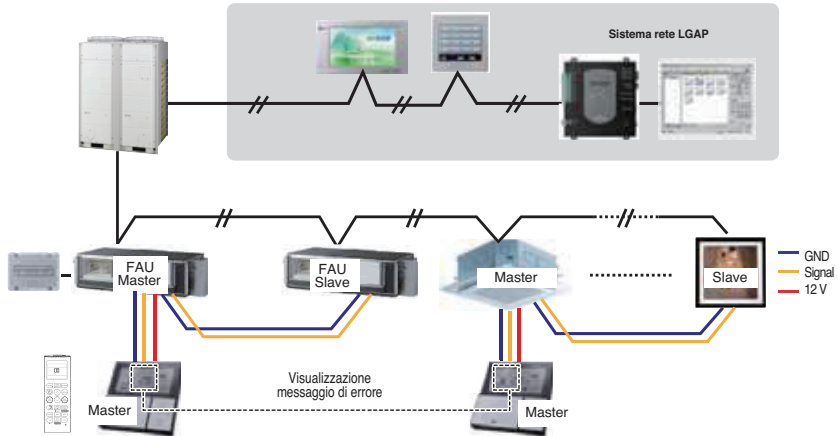 Sistema rete LGAP
FAU
Master
FAU
Slave
Master
Slave
GND
Signal
12 V
Visualizzazione
messaggio di errore
Master
Master